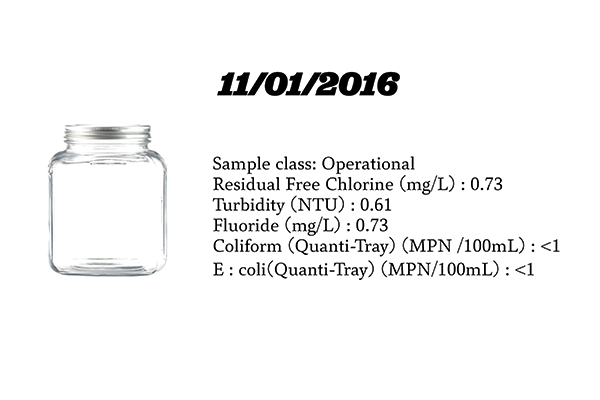 11/01/2016
Sample class: Operational
Residual Free Chlorine (mg/L) : 0.73
Turbidity (NTU) : 0.61
Fluoride (mg/L) : 0.73
Coliform (Quanti-Tray) (MPN /100mL) : <1
E : coli(Quanti-Tray) (MPN/100mL) : <1